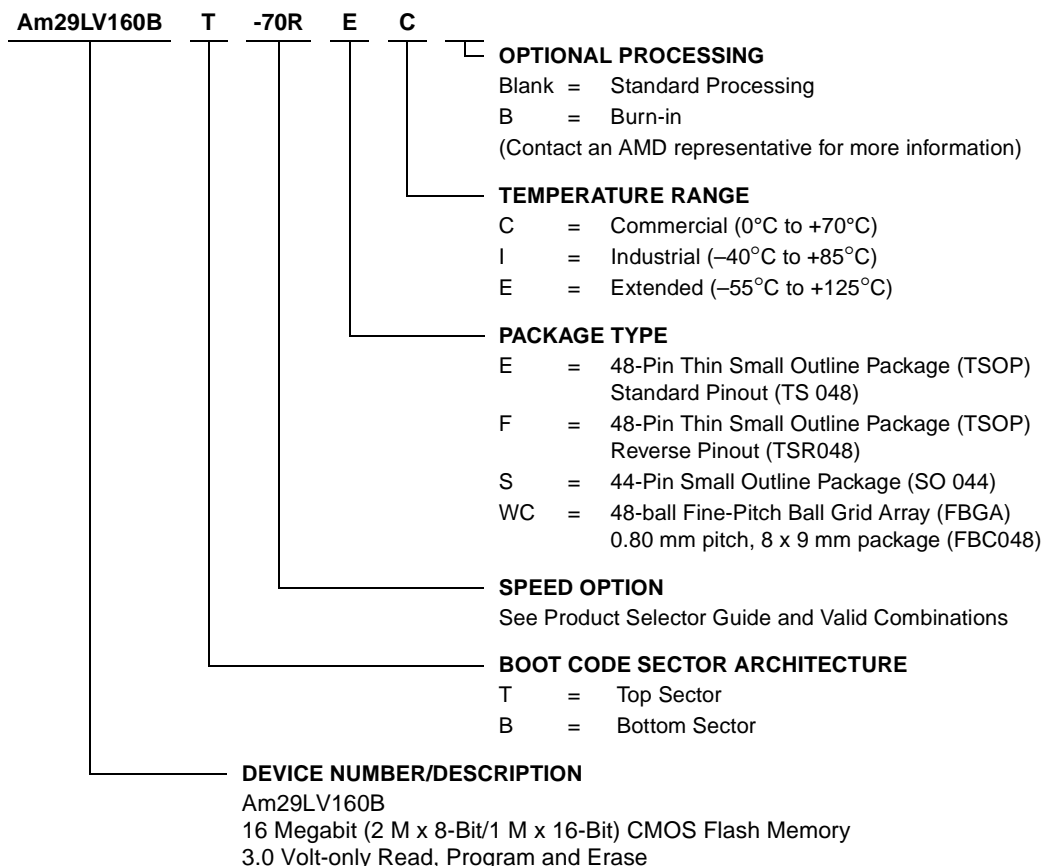 Am29LV160B T -70R E C
OPTIONAL PROCESSING
Blank = Standard Processing
B = Burn-in
(Contact an AMD representative for more information)
TEMPERATURE RANGE
C = Commercial (0°C to +70°C)
I = Industrial (–40°C to +85°C)
E = Extended (–55°C to +125°C)
PACKAGE TYPE
E = 48-Pin Thin Small Outline Package (TSOP)
Standard Pinout (TS 048)
F = 48-Pin Thin Small Outline Package (TSOP)
Reverse Pinout (TSR048)
S = 44-Pin Small Outline Package (SO 044)
WC = 48-ball Fine-Pitch Ball Grid Array (FBGA)
0.80 mm pitch, 8 x 9 mm package (FBC048)
SPEED OPTION
See Product Selector Guide and Valid Combinations
BOOT CODE SECTOR ARCHITECTURE
T = Top Sector
B = Bottom Sector
DEVICE NUMBER/DESCRIPTION
Am29LV160B
16 Megabit (2 M x 8-Bit/1 M x 16-Bit) CMOS Flash Memory
3.0 Volt-only Read, Program and Erase